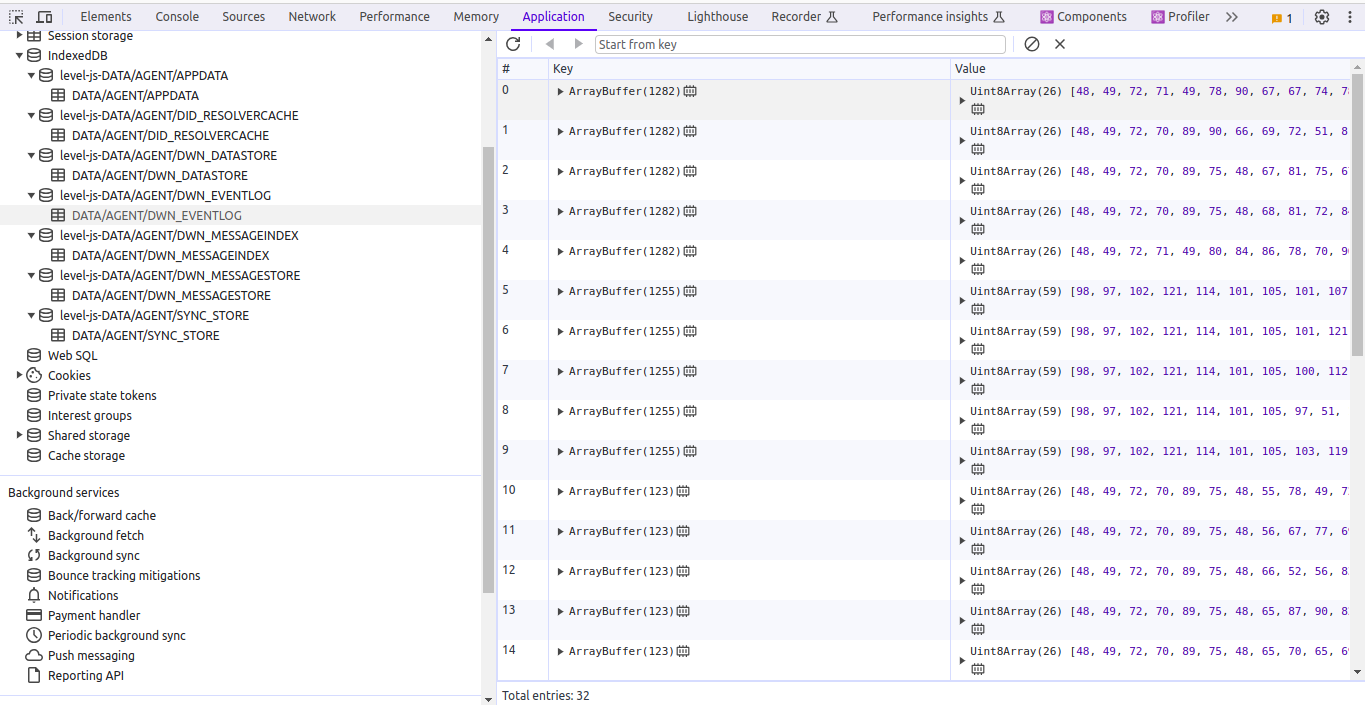 Elements Console Sources Network Performance Memory Application Security Lighthouse Recorder Performance insights Components Profiler 1
Session storage
IndexedDB
level-js-DATA/AGENT/APPDATA
DATA/AGENT/APPDATA
level-js-DATA/AGENT/DID_RESOLVERCACHE
DATA/AGENT/DID_RESOLVERCACHE
level-js-DATA/AGENT/DWN_DATASTORE
DATA/AGENT/DWN_DATASTORE
level-js-DATA/AGENT/DWN_EVENTLOG
DATA/AGENT/DWN_EVENTLOG
level-js-DATA/AGENT/DWN_MESSAGEINDEX
DATA/AGENT/DWN_MESSAGEINDEX
level-js-DATA/AGENT/DWN_MESSAGESTORE
DATA/AGENT/DWN_MESSAGESTORE
level-js-DATA/AGENT/SYNC_STORE
DATA/AGENT/SYNC_STORE
Web SQL
Cookies
Private state tokens
Interest groups
Shared storage
Cache storage
Background services
Back/forward cache
Background fetch
Background sync
Bounce tracking mitigations
Notifications
Payment handler
Periodic background sync
Push messaging
Reporting API
Start from key
# Key Value
0 ArrayBuffer(1282) Uint8Array(26) [48, 49, 72, 71, 49, 78, 90, 67, 67, 74,
1 ArrayBuffer(1282) Uint8Array(26) [48, 49, 72, 70, 89, 90, 66, 69, 72, 51,
2 ArrayBuffer(1282) Uint8Array(26) [48, 49, 72, 70, 89, 75, 48, 67, 81, 75,
3 ArrayBuffer(1282) Uint8Array(26) [48, 49, 72, 70, 89, 75, 48, 68, 81, 72,
4 ArrayBuffer(1282) Uint8Array(26) [48, 49, 72, 71, 49, 80, 84, 86, 78, 70,
5 ArrayBuffer(1255) Uint8Array(59) [98, 97, 102, 121, 114, 101, 105, 101, 107
6 ArrayBuffer(1255) Uint8Array(59) [98, 97, 102, 121, 114, 101, 105, 101, 121
7 ArrayBuffer(1255) Uint8Array(59) [98, 97, 102, 121, 114, 101, 105, 100, 112
8 ArrayBuffer(1255) Uint8Array(59) [98, 97, 102, 121, 114, 101, 105, 97, 51,
9 ArrayBuffer(1255) Uint8Array(59) [98, 97, 102, 121, 114, 101, 105, 103, 119
10 ArrayBuffer(123) Uint8Array(26) [48, 49, 72, 70, 89, 75, 48, 55, 78, 49,
11 ArrayBuffer(123) Uint8Array(26) [48, 49, 72, 70, 89, 75, 48, 56, 67, 77,
12 ArrayBuffer(123) Uint8Array(26) [48, 49, 72, 70, 89, 75, 48, 66, 52, 56,
13 ArrayBuffer(123) Uint8Array(26) [48, 49, 72, 70, 89, 75, 48, 65, 87, 90,
14 ArrayBuffer(123) Uint8Array(26) [48, 49, 72, 70, 89, 75, 48, 65, 70, 65,
Total entries: 32